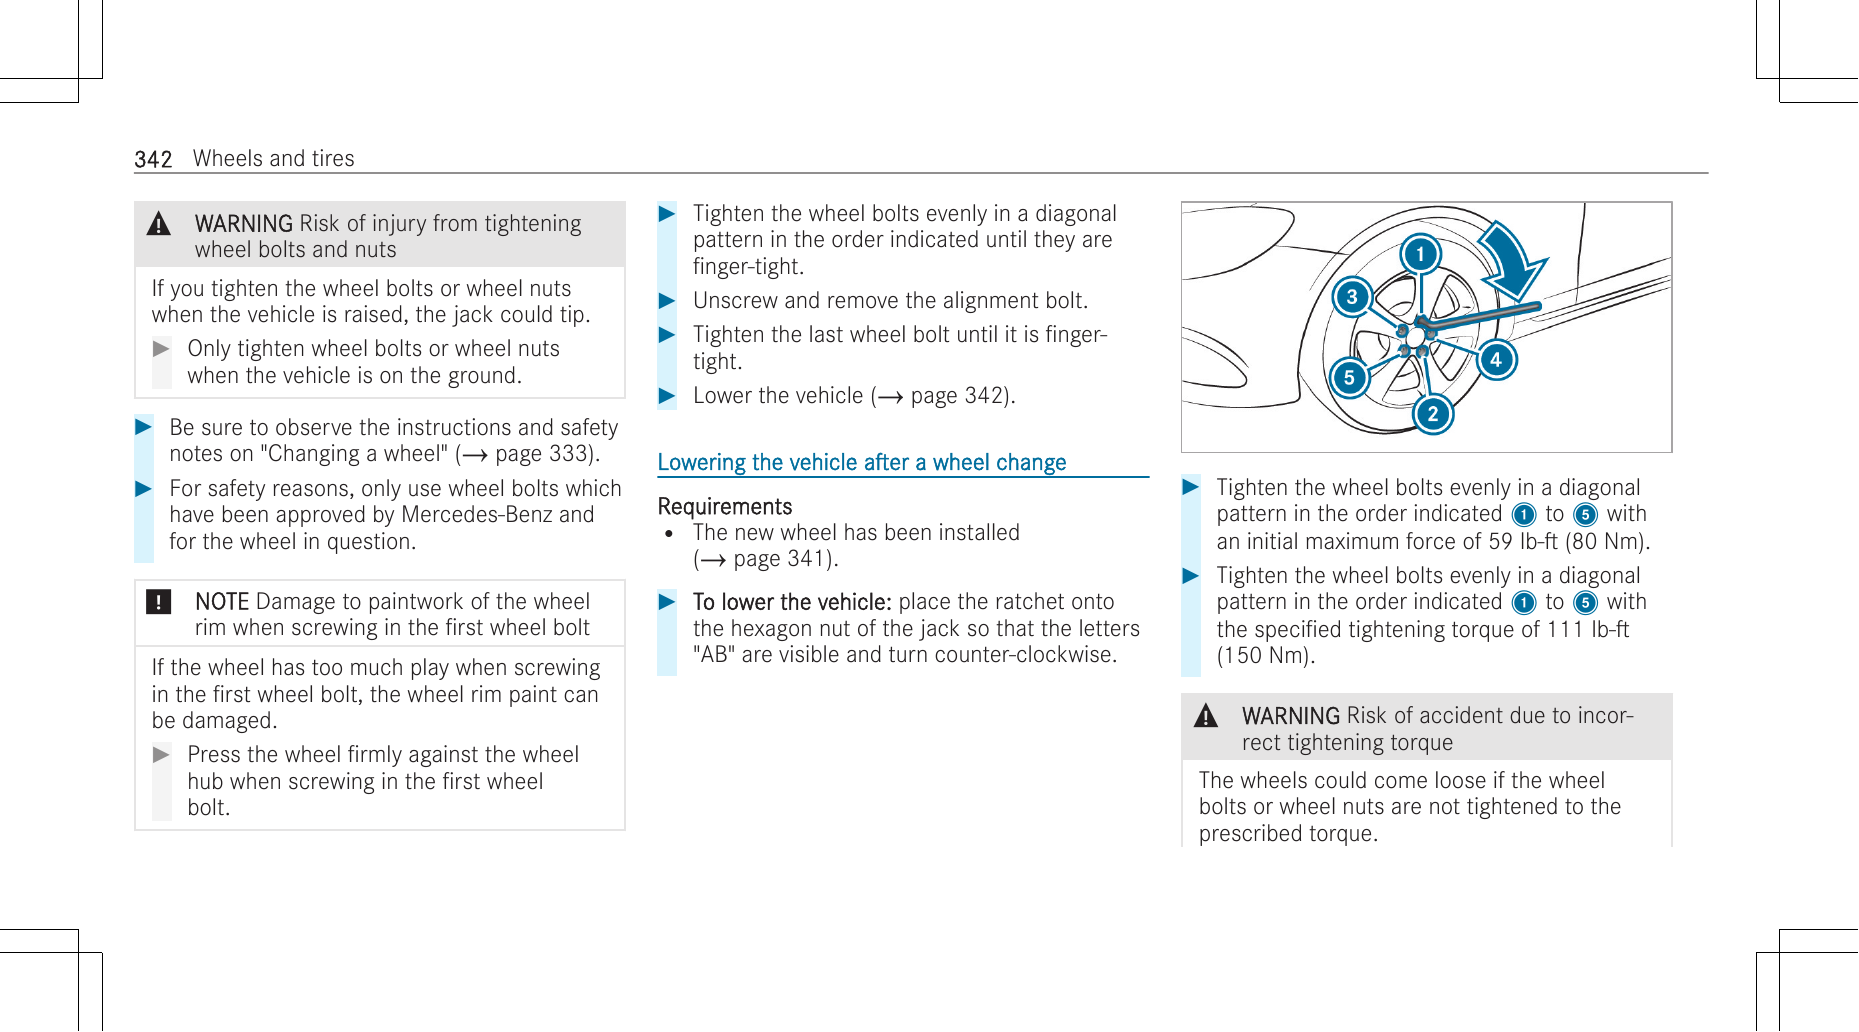 342 Wheels and tires
WARNING Risk of injury from tightening
wheel bolts and nuts
If you tighten the wheel bolts or wheel nuts
when the vehicle is raised, the jack could tip.
▶ Only tighten wheel bolts or wheel nuts
when the vehicle is on the ground.
▶ Be sure to observe the instructions and safety
notes on "Changing a wheel" (→ page 333).
▶ For safety reasons, only use wheel bolts which
have been approved by Mercedes-Benz and
for the wheel in question.
NOTE Damage to paintwork of the wheel
rim when screwing in the first wheel bolt
If the wheel has too much play when screwing
in the first wheel bolt, the wheel rim paint can
be damaged.
▶ Press the wheel firmly against the wheel
hub when screwing in the first wheel
bolt.
▶ Tighten the wheel bolts evenly in a diagonal
pattern in the order indicated until they are
finger-tight.
▶ Unscrew and remove the alignment bolt.
▶ Tighten the last wheel bolt until it is finger-
tight.
▶ Lower the vehicle (→ page 342).
Lowering the vehicle after a wheel change
Requirements
• The new wheel has been installed
(→ page 341).
▶ To lower the vehicle: place the ratchet onto
the hexagon nut of the jack so that the letters
"AB" are visible and turn counter-clockwise.
1
3
4
5
2
▶ Tighten the wheel bolts evenly in a diagonal
pattern in the order indicated 1 to 5 with
an initial maximum force of 59 lb-ft (80 Nm).
▶ Tighten the wheel bolts evenly in a diagonal
pattern in the order indicated 1 to 5 with
the specified tightening torque of 111 lb-ft
(150 Nm).
WARNING Risk of accident due to incor-
rect tightening torque
The wheels could come loose if the wheel
bolts or wheel nuts are not tightened to the
prescribed torque.